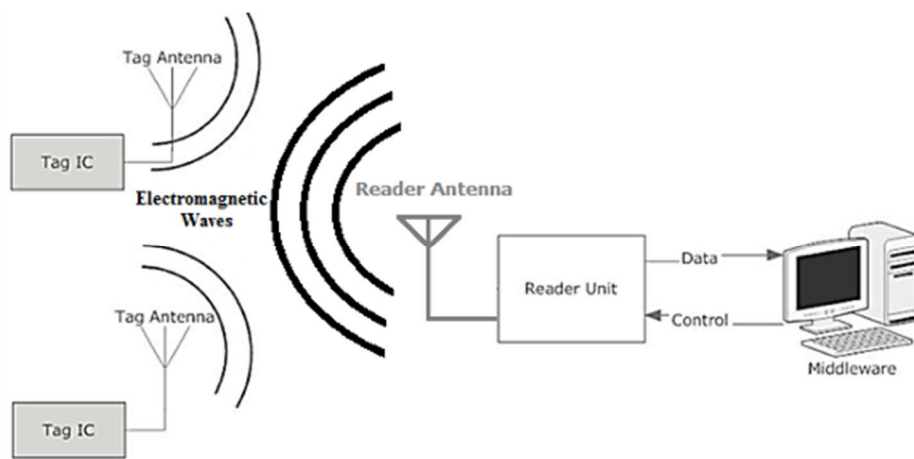 Tag Antenna
Tag IC
Electromagnetic
Waves
Reader Antenna
Reader Unit
Data
Control
Middleware
Tag Antenna
Tag IC